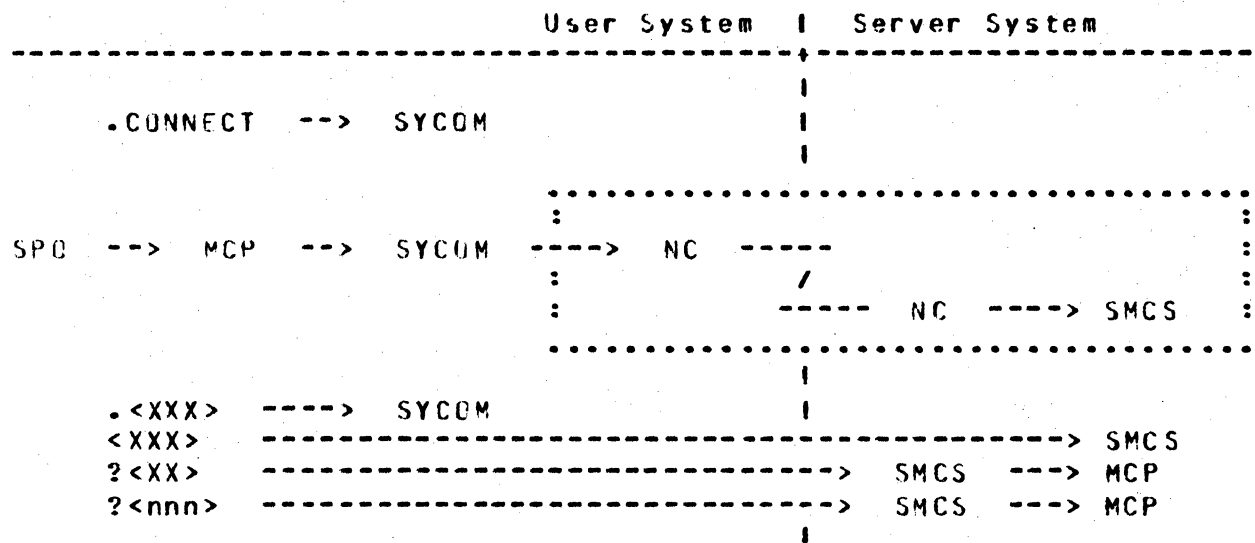 User System | Server System
------------------------------------------------+----------------------------
.CONNECT --> SYCOM
SPO --> MCP --> SYCOM ----> NC -----
/
----- NC ----> SMCS
.<XXX> ----> SYCOM
<XXX> --------------------------------------------------> SMCS
?<XX> ------------------------------------> SMCS ---> MCP
?<nnn> ------------------------------------> SMCS ---> MCP